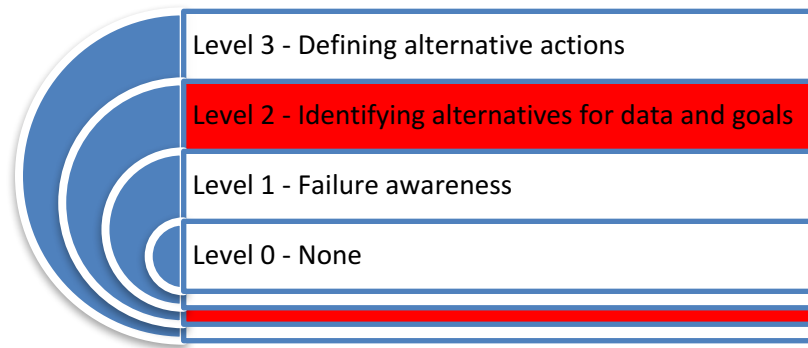 Level 3 - Defining alternative actions
Level 2 - Identifying alternatives for data and goals
Level 1 - Failure awareness
Level 0 - None